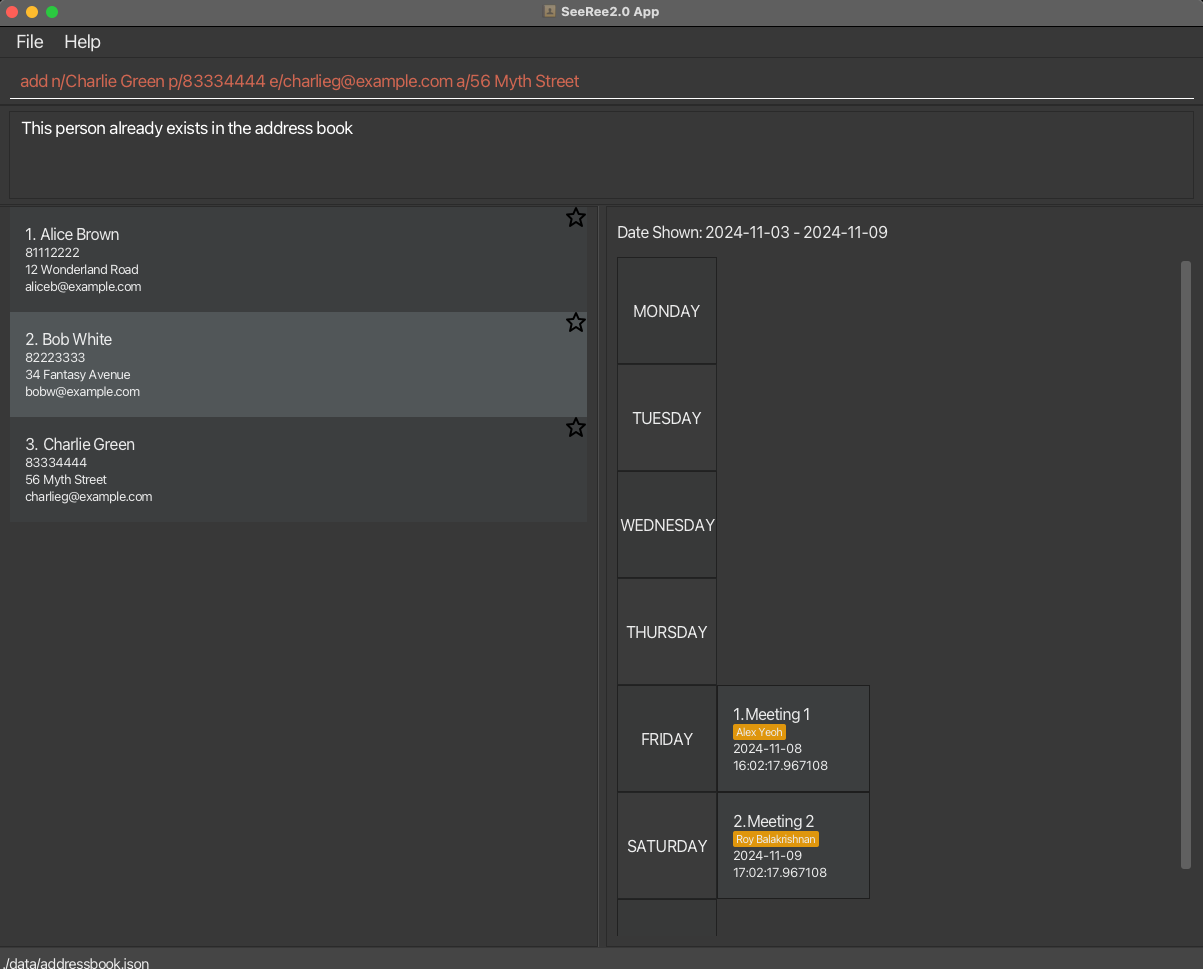 SeeRee2.0 App
File Help
add n/Charlie Green p/83334444 e/charlieg@example.com a/56 Myth Street
This person already exists in the address book
1. Alice Brown
81112222
12 Wonderland Road
aliceb@example.com
2. Bob White
82223333
34 Fantasy Avenue
bobw@example.com
3. Charlie Green
83334444
56 Myth Street
charlieg@example.com
Date Shown: 2024-11-03 - 2024-11-09
MONDAY
TUESDAY
WEDNESDAY
THURSDAY
FRIDAY
1.Meeting 1
Alex Yeoh
2024-11-08
16:02:17.967108
SATURDAY
2.Meeting 2
Roy Balakrishnan
2024-11-09
17:02:17.967108
./data/addressbook.json